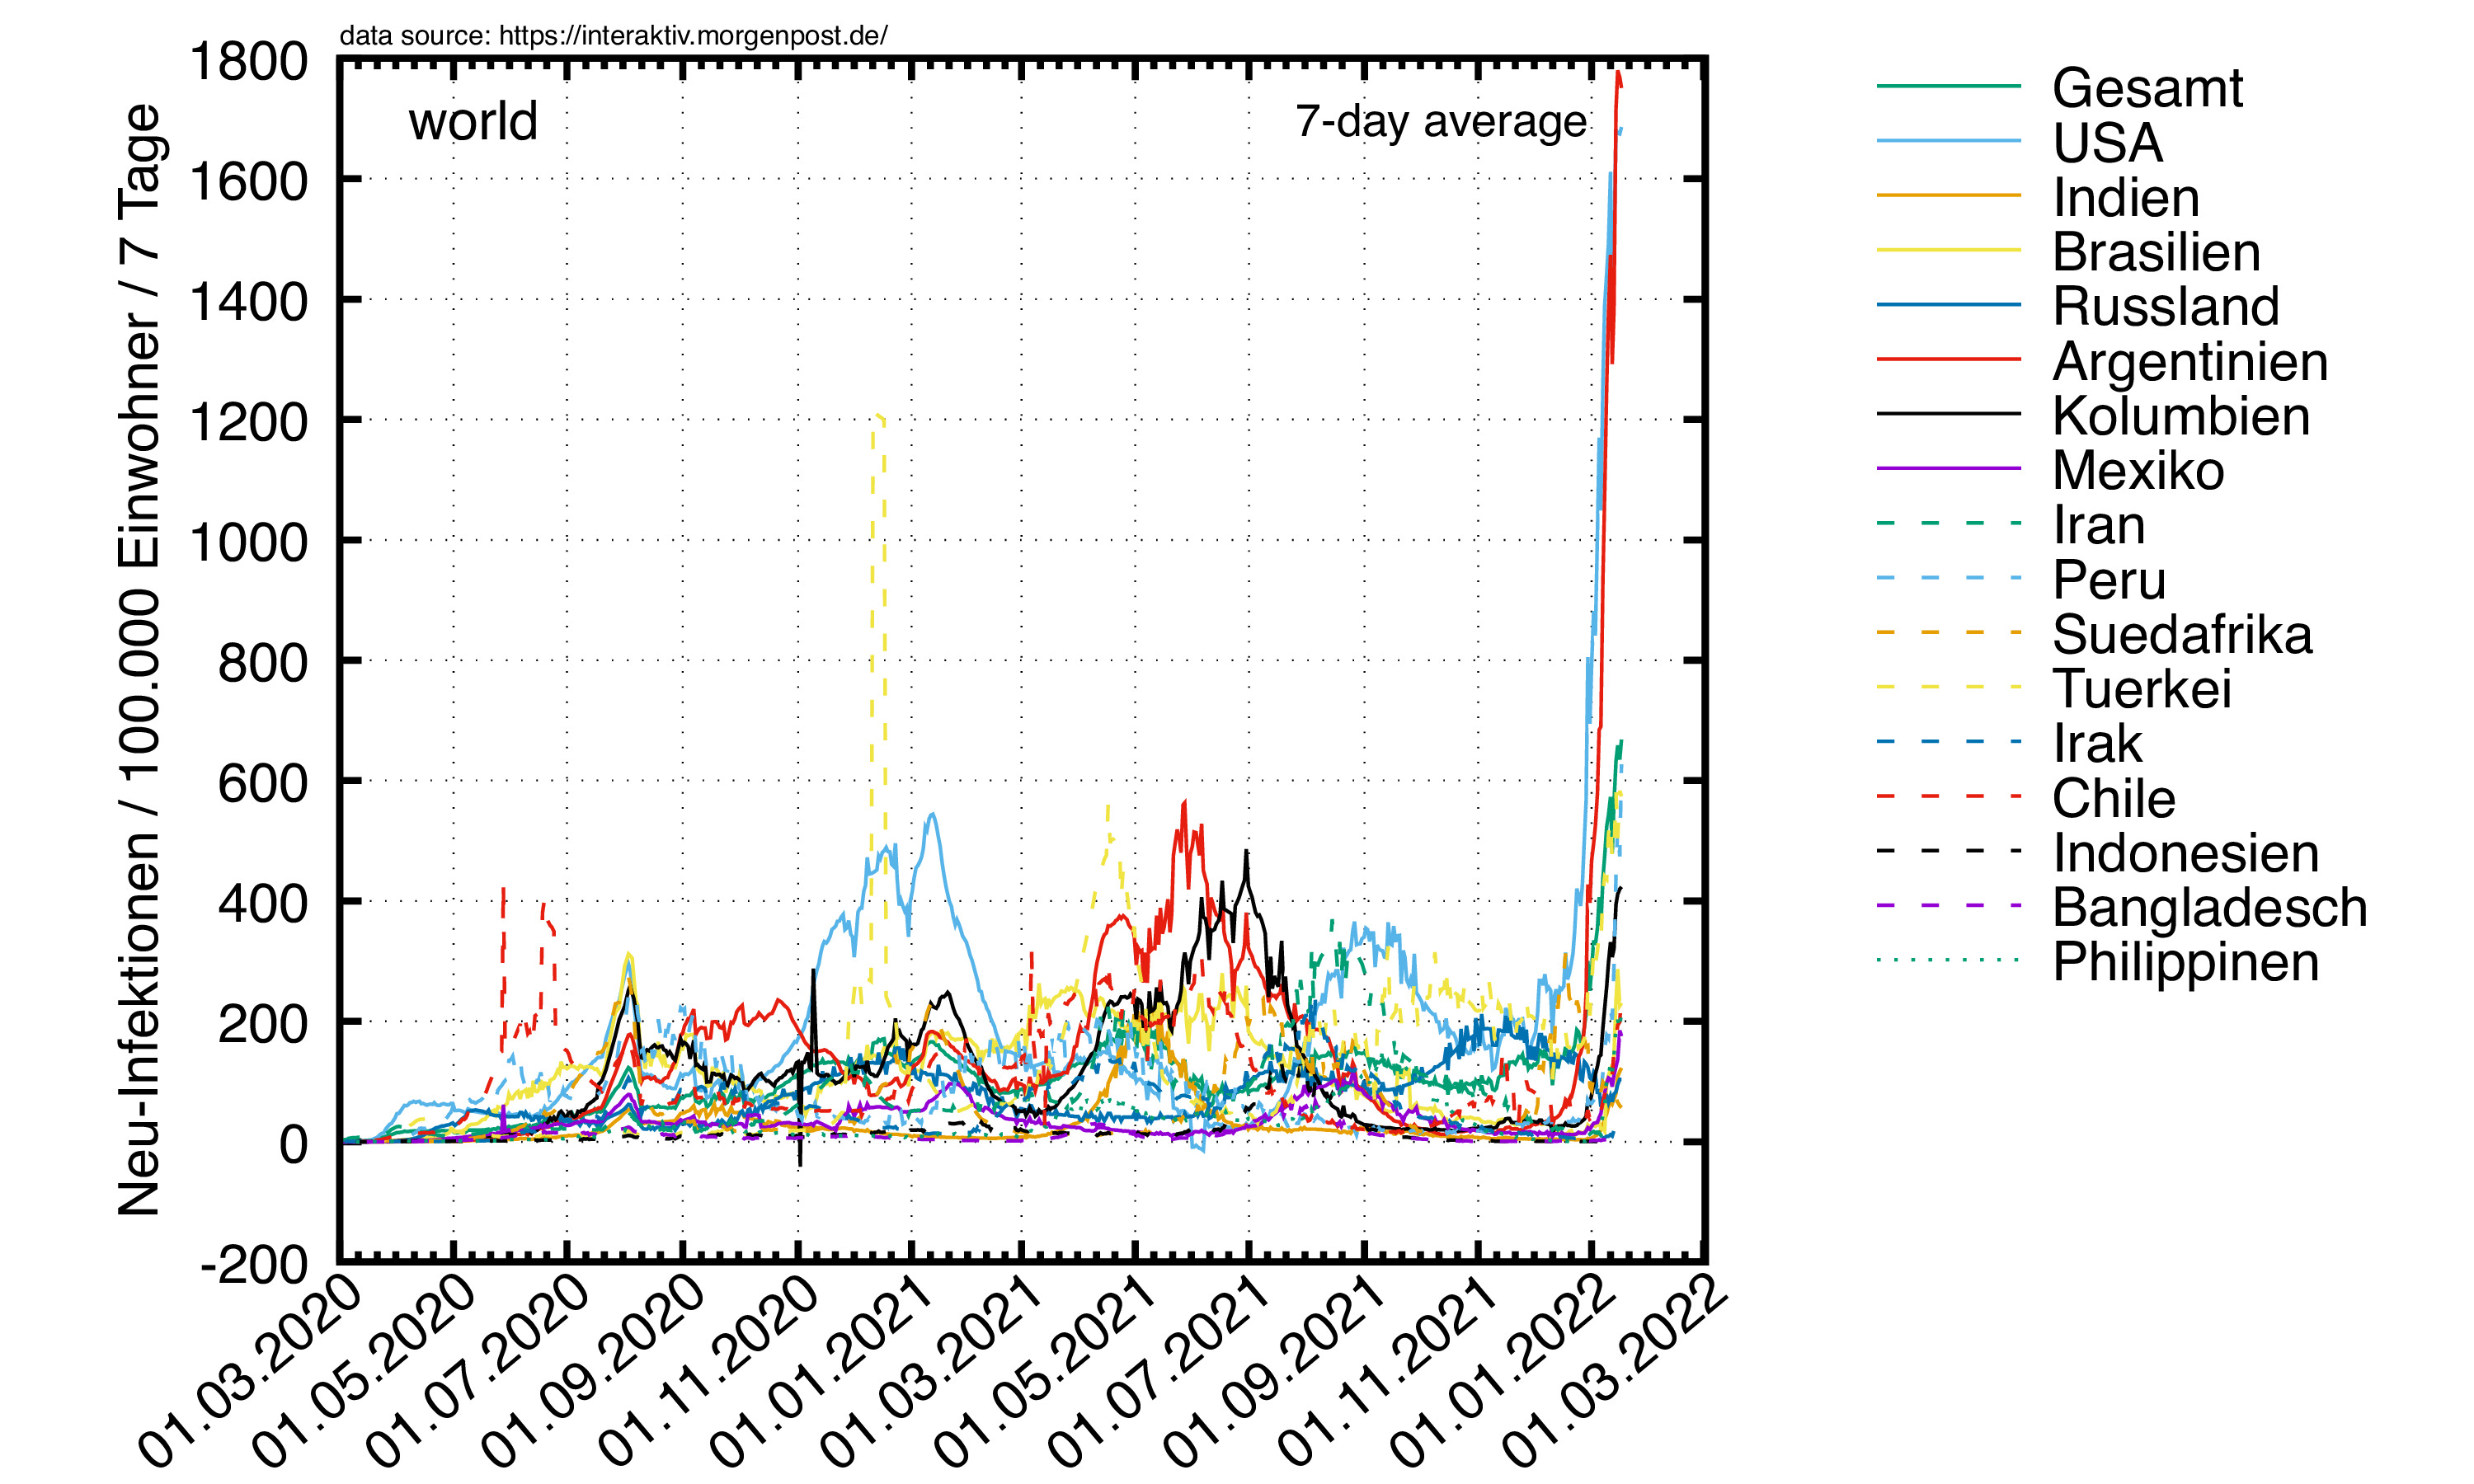 data source: https://interaktiv.morgenpost.de/
world
7-day average
Neu-Infektionen / 100.000 Einwohner / 7 Tage
1800
1600
1400
1200
1000
800
600
400
200
0
-200
01.03.2020
01.05.2020
01.07.2020
01.09.2020
01.11.2020
01.01.2021
01.03.2021
01.05.2021
01.07.2021
01.09.2021
01.11.2021
01.01.2022
01.03.2022
Gesamt
USA
Indien
Brasilien
Russland
Argentinien
Kolumbien
Mexiko
Iran
Peru
Suedafrika
Tuerkei
Irak
Chile
Indonesien
Bangladesch
Philippinen